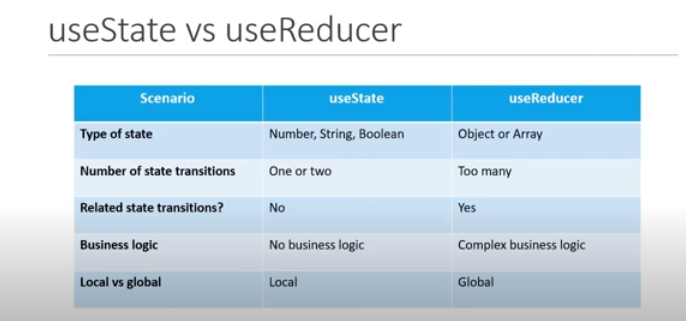 useState vs useReducer
Scenario useState useReducer
Type of state Number, String, Boolean Object or Array
Number of state transitions One or two Too many
Related state transitions? No Yes
Business logic No business logic Complex business logic
Local vs global Local Global